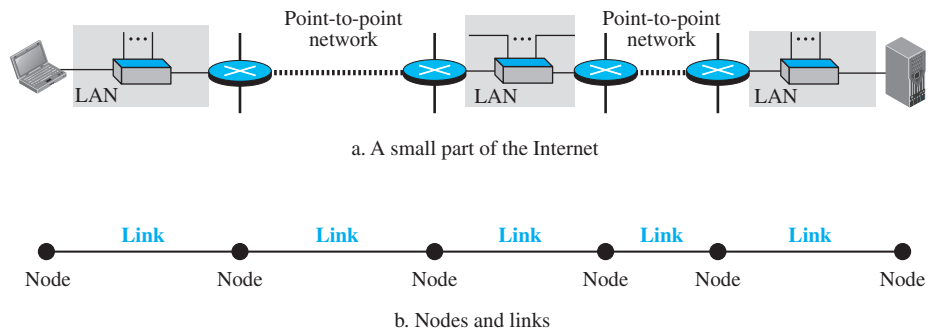 Point-to-point
network
Point-to-point
network
LAN
LAN
LAN
a. A small part of the Internet
Link Link Link Link Link
Node Node Node Node Node Node
b. Nodes and links